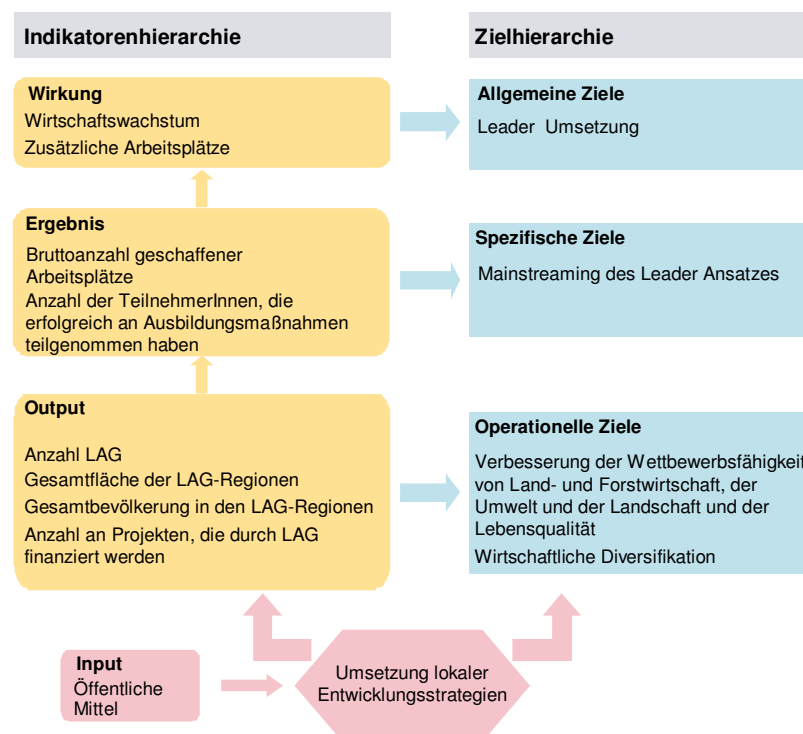 Indikatorenhierarchie
Zielhierarchie
Wirkung
Wirtschaftswachstum
Zusätzliche Arbeitsplätze
Allgemeine Ziele
Leader Umsetzung
Ergebnis
Bruttoanzahl geschaffener
Arbeitsplätze
Anzahl der TeilnehmerInnen, die
erfolgreich an Ausbildungsmaßnahmen
teilgenommen haben
Spezifische Ziele
Mainstreaming des Leader Ansatzes
Output
Anzahl LAG
Gesamtfläche der LAG-Regionen
Gesamtbevölkerung in den LAG-Regionen
Anzahl an Projekten, die durch LAG
finanziert werden
Operationelle Ziele
Verbesserung der Wettbewerbsfähigkeit
von Land- und Forstwirtschaft, der
Umwelt und der Landschaft und der
Lebensqualität
Wirtschaftliche Diversifikation
Input
Öffentliche
Mittel
Umsetzung lokaler
Entwicklungsstrategien